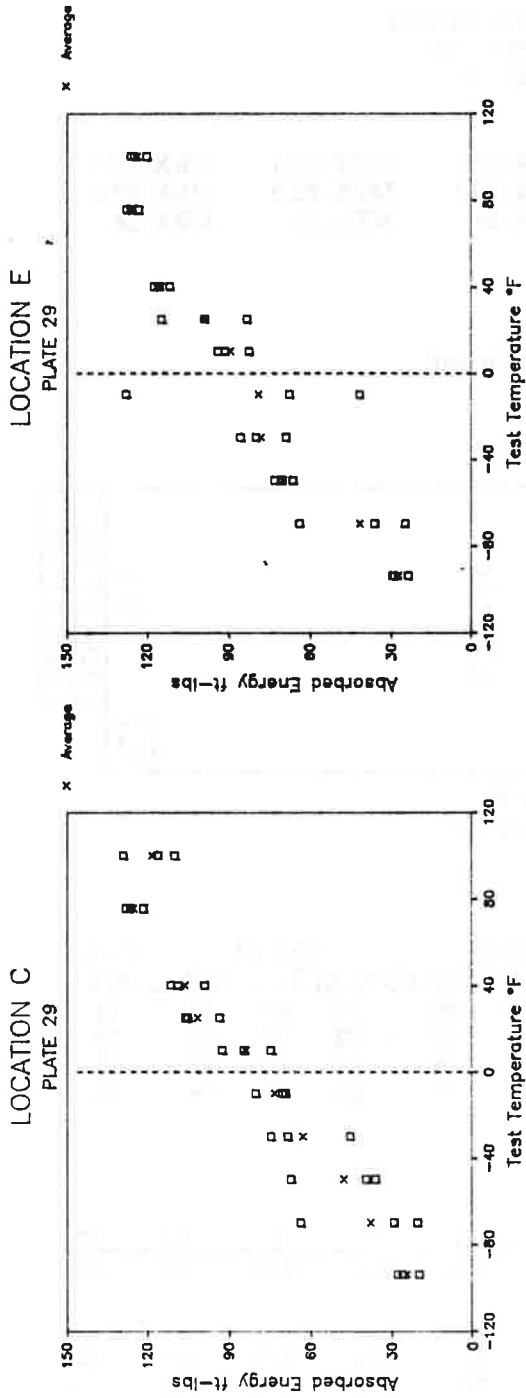 LOCATION C
PLATE 29
× Average
Absorbed Energy ft-lbs
150
120
90
60
30
0
-120
-80
-40
0
40
80
120
Test Temperature °F
LOCATION E
PLATE 29
× Average
Absorbed Energy ft-lbs
150
120
90
60
30
0
-120
-80
-40
0
40
80
120
Test Temperature °F